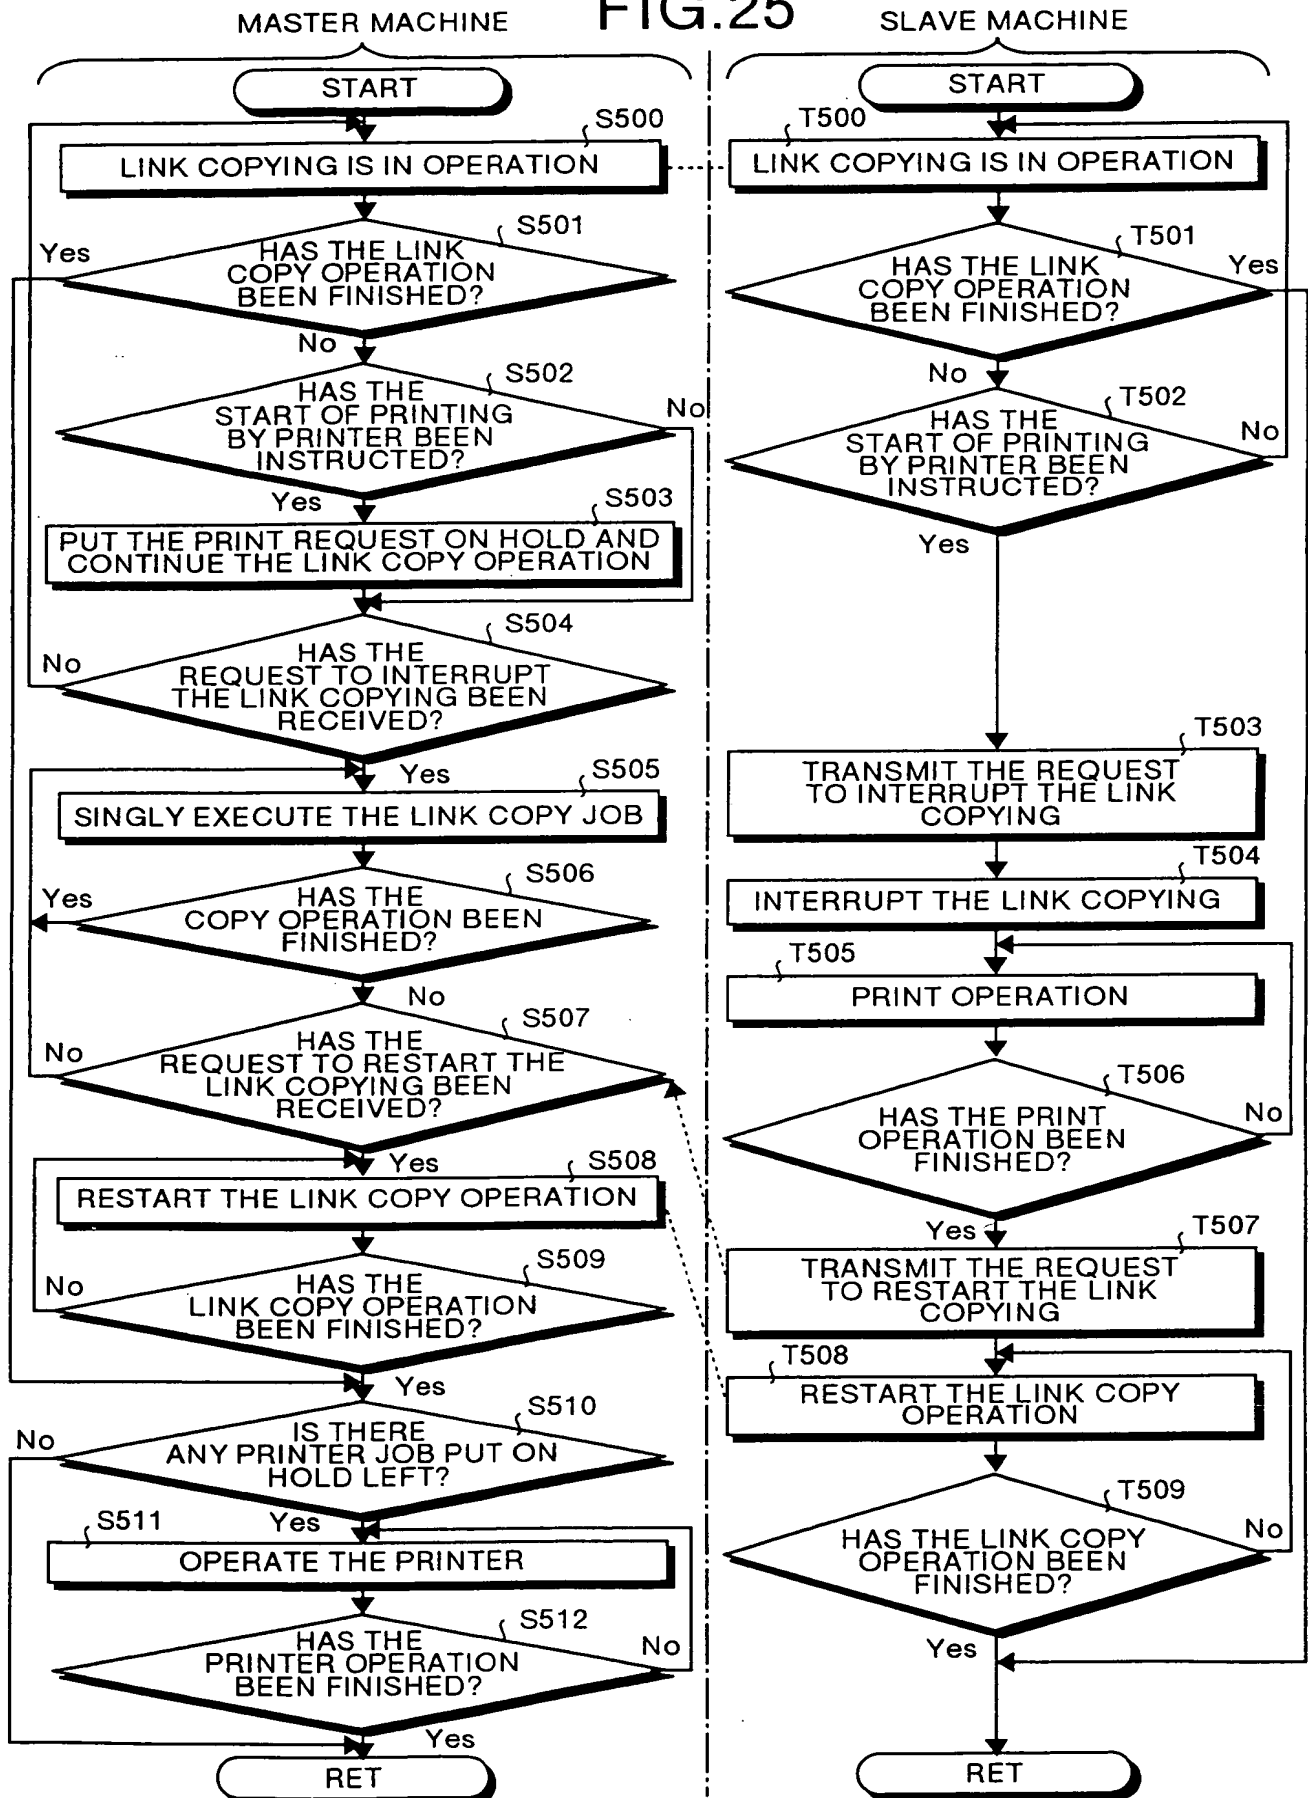 FIG.25
MASTER MACHINE
START
S500
LINK COPYING IS IN OPERATION
S501
Yes
HAS THE LINK
COPY OPERATION
BEEN FINISHED?
No
S502
HAS THE
START OF PRINTING
BY PRINTER BEEN
INSTRUCTED?
No
Yes
S503
PUT THE PRINT REQUEST ON HOLD AND
CONTINUE THE LINK COPY OPERATION
S504
HAS THE
REQUEST TO INTERRUPT
THE LINK COPYING BEEN
RECEIVED?
No
Yes
S505
SINGLY EXECUTE THE LINK COPY JOB
S506
Yes
HAS THE
COPY OPERATION BEEN
FINISHED?
No
S507
HAS THE
REQUEST TO RESTART THE
LINK COPYING BEEN
RECEIVED?
No
Yes
S508
RESTART THE LINK COPY OPERATION
S509
HAS THE
LINK COPY OPERATION
BEEN FINISHED?
No
Yes
S510
IS THERE
ANY PRINTER JOB PUT ON
HOLD LEFT?
No
Yes
S511
OPERATE THE PRINTER
S512
HAS THE
PRINTER OPERATION
BEEN FINISHED?
No
Yes
RET
SLAVE MACHINE
START
T500
LINK COPYING IS IN OPERATION
T501
HAS THE LINK
COPY OPERATION
BEEN FINISHED?
Yes
No
T502
HAS THE
START OF PRINTING
BY PRINTER BEEN
INSTRUCTED?
No
Yes
T503
TRANSMIT THE REQUEST
TO INTERRUPT THE LINK
COPYING
T504
INTERRUPT THE LINK COPYING
T505
PRINT OPERATION
T506
HAS THE PRINT
OPERATION BEEN
FINISHED?
No
Yes
T507
TRANSMIT THE REQUEST
TO RESTART THE LINK
COPYING
T508
RESTART THE LINK COPY
OPERATION
T509
HAS THE LINK COPY
OPERATION BEEN
FINISHED?
No
Yes
RET